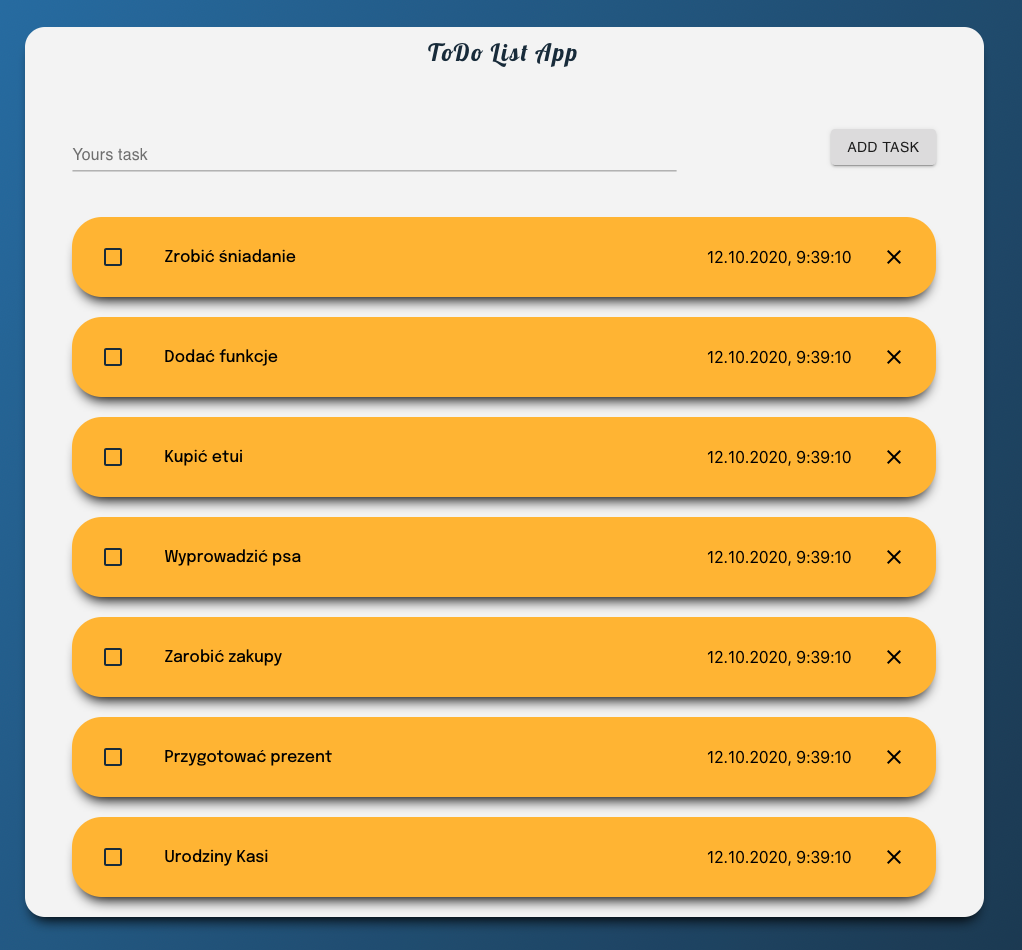 ToDo List App
Yours task
ADD TASK
Zrobić śniadanie 12.10.2020, 9:39:10
Dodać funkcje 12.10.2020, 9:39:10
Kupić etui 12.10.2020, 9:39:10
Wyprowadzić psa 12.10.2020, 9:39:10
Zarobić zakupy 12.10.2020, 9:39:10
Przygotować prezent 12.10.2020, 9:39:10
Urodziny Kasi 12.10.2020, 9:39:10